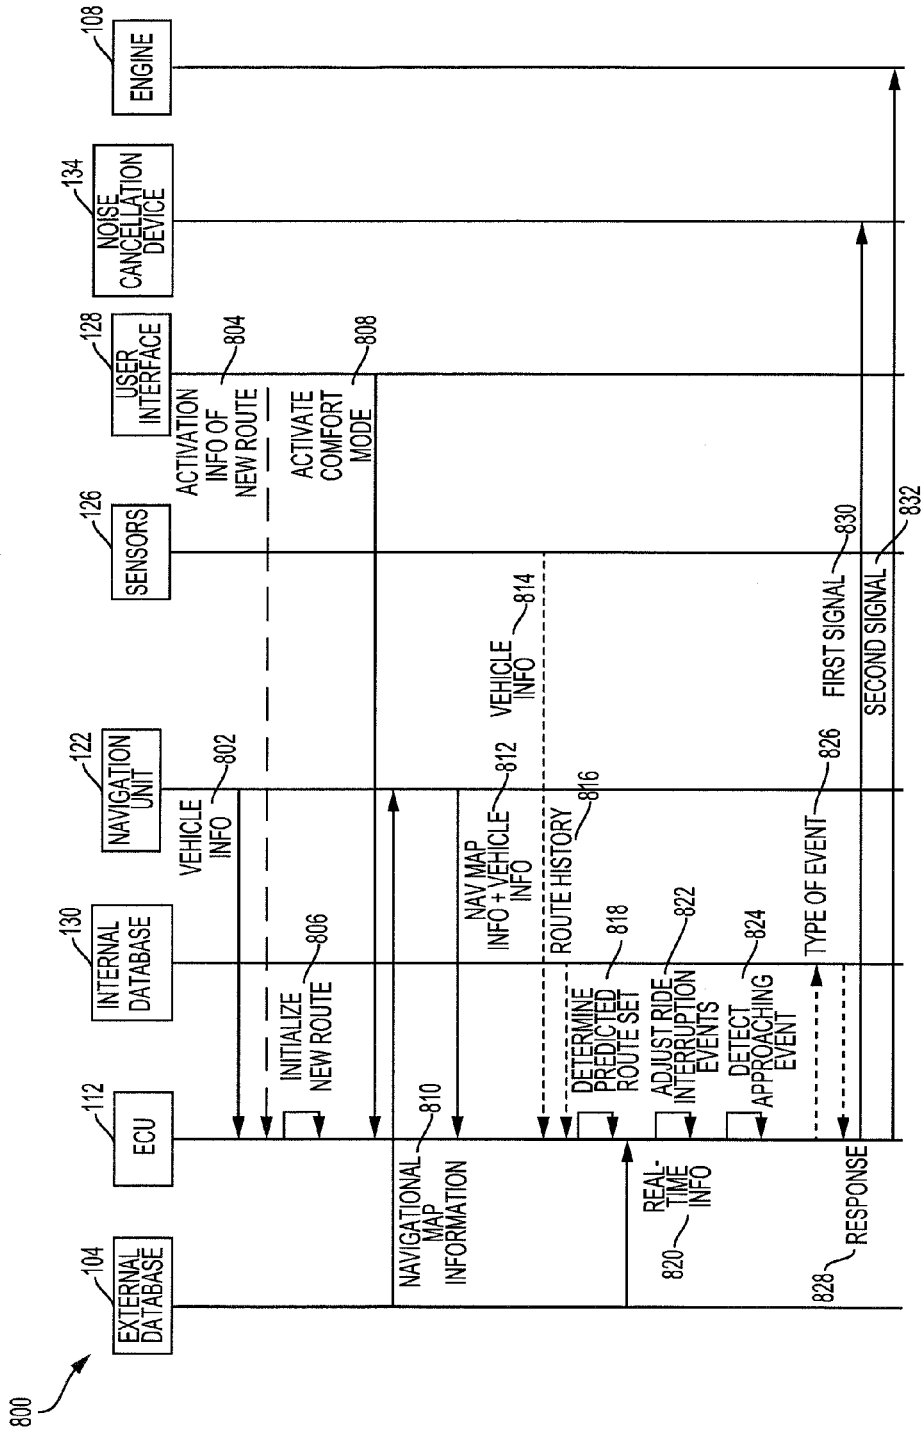 800
104
EXTERNAL
DATABASE
112
ECU
130
INTERNAL
DATABASE
122
NAVIGATION
UNIT
126
SENSORS
128
USER
INTERFACE
134
NOISE
CANCELLATION
DEVICE
108
ENGINE
VEHICLE
INFO
802
ACTIVATION
INFO OF
NEW ROUTE
804
INITIALIZE
NEW ROUTE
806
ACTIVATE
COMFORT
MODE
808
NAVIGATIONAL
MAP
INFORMATION
810
NAV MAP
INFO + VEHICLE
INFO
812
VEHICLE
INFO
814
ROUTE HISTORY
816
DETERMINE
PREDICTED
ROUTE SET
818
REAL-
TIME
INFO
820
ADJUST RIDE
INTERRUPTION
EVENTS
822
DETECT
APPROACHING
EVENT
824
TYPE OF EVENT
826
RESPONSE
828
FIRST SIGNAL
830
SECOND SIGNAL
832